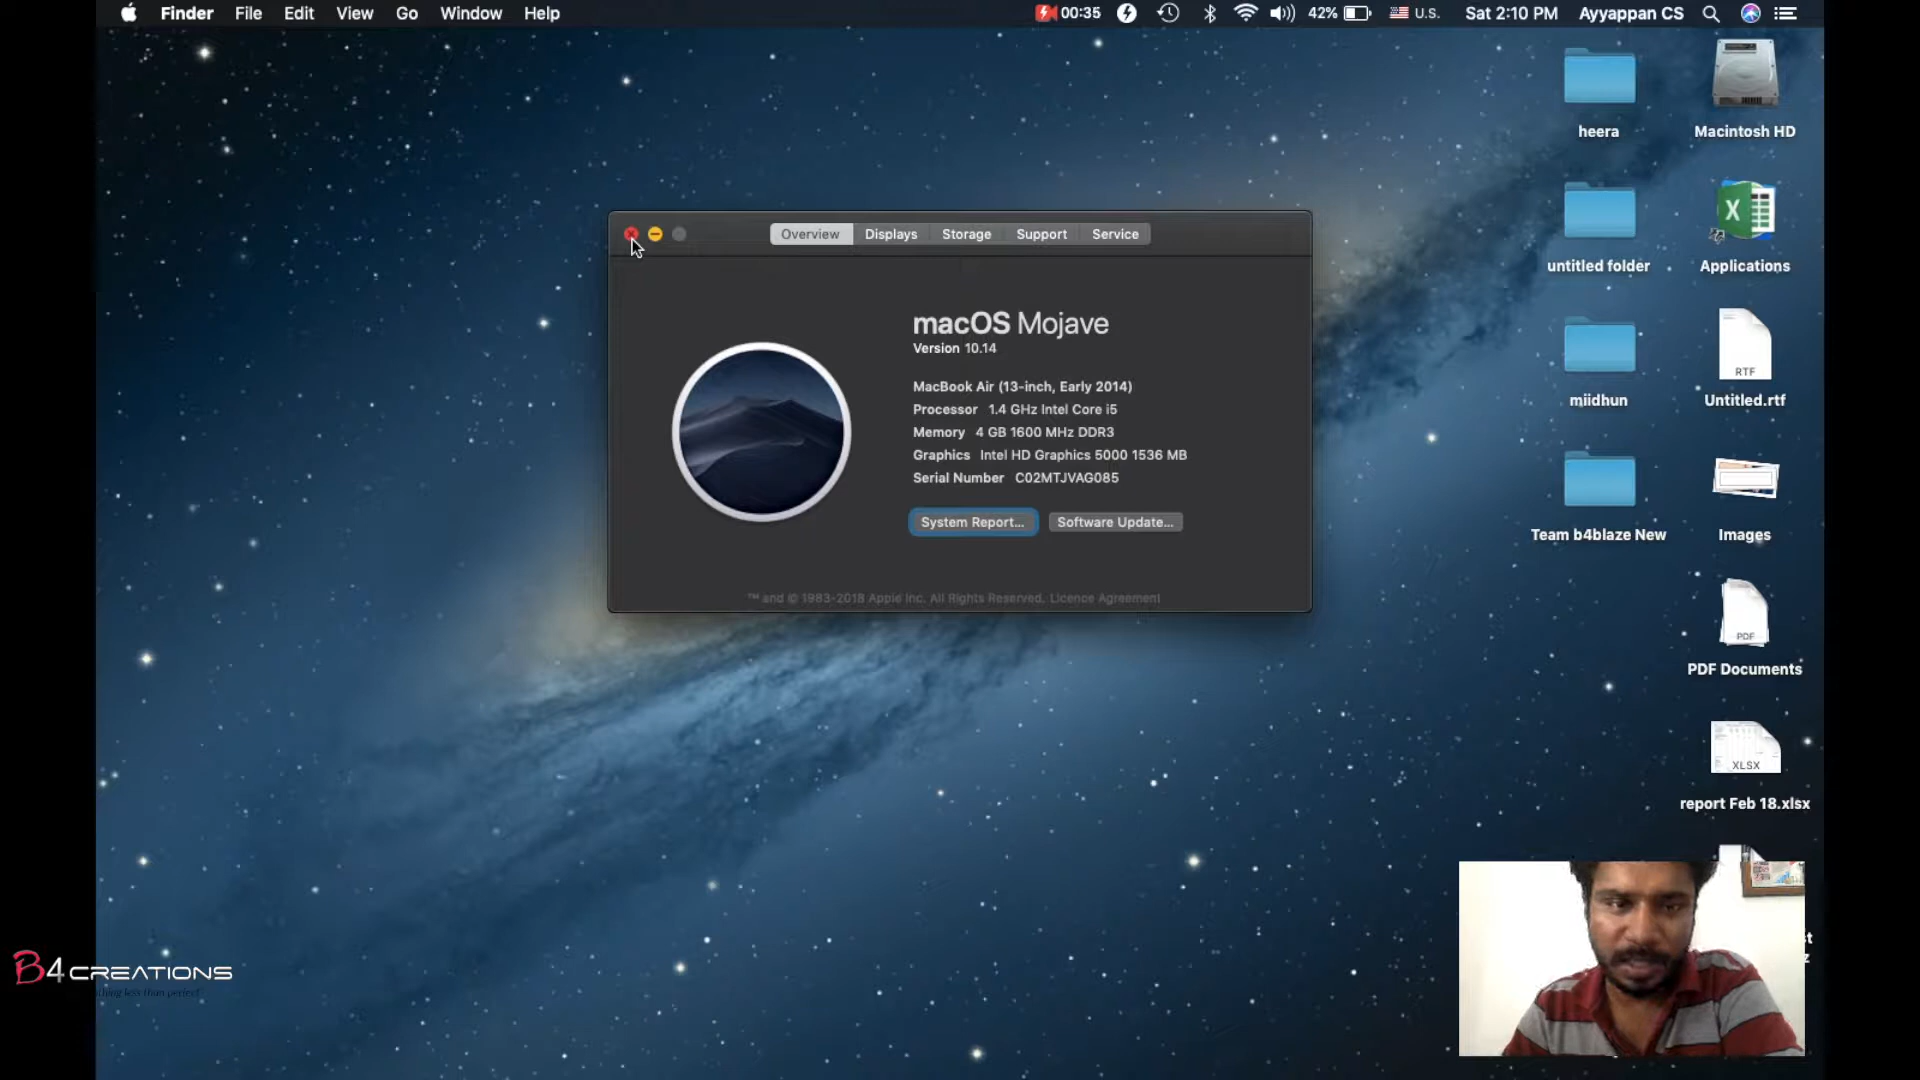 Finder File Edit View Go Window Help 00:35 42% U.S. Sat 2:10 PM Ayyappan CS
heera
Macintosh HD
untitled folder
Applications
miidhun
RTF
Untitled.rtf
Team b4blaze New
Images
PDF
PDF Documents
XLSX
report Feb 18.xlsx
Overview Displays Storage Support Service
macOS Mojave
Version 10.14
MacBook Air (13-inch, Early 2014)
Processor 1.4 GHz Intel Core i5
Memory 4 GB 1600 MHz DDR3
Graphics Intel HD Graphics 5000 1536 MB
Serial Number C02MTJVAG085
System Report... Software Update...
™ and © 1983-2018 Apple Inc. All Rights Reserved. Licence Agreement
B4CREATIONS
less than perfect